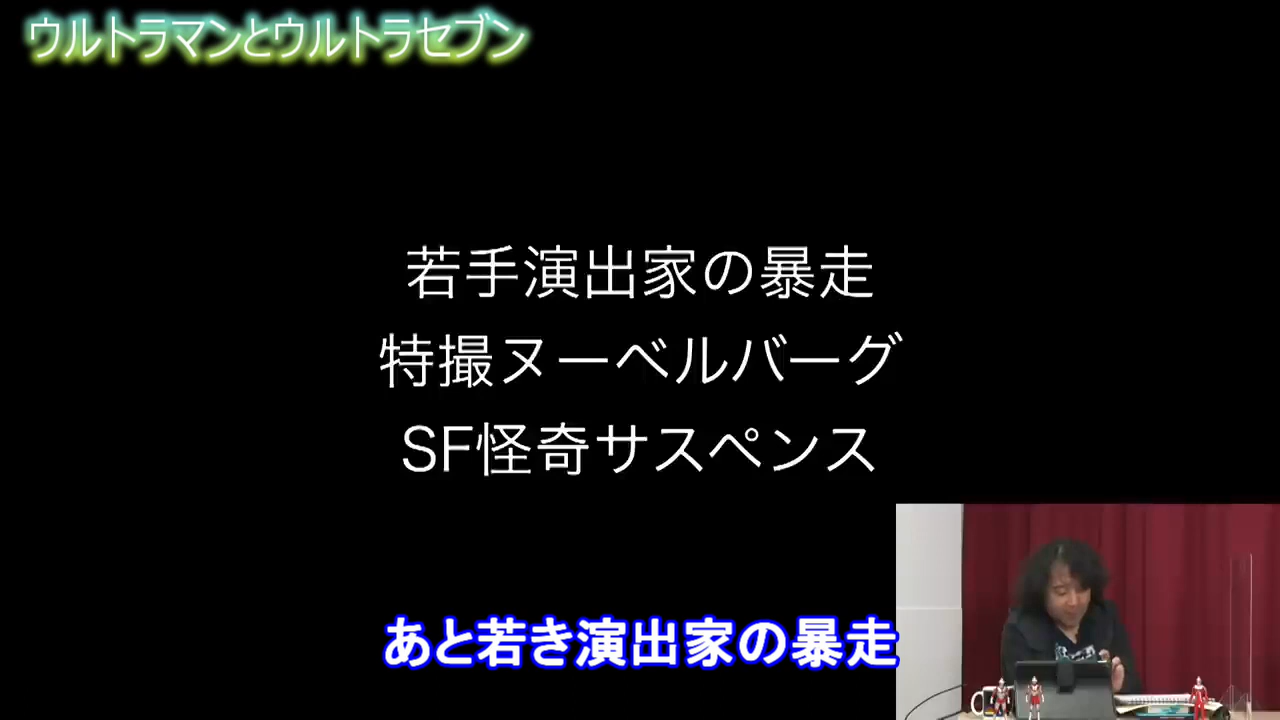 ウルトラマンとウルトラセブン
若手演出家の暴走
特撮ヌーベルバーグ
SF怪奇サスペンス
あと若き演出家の暴走